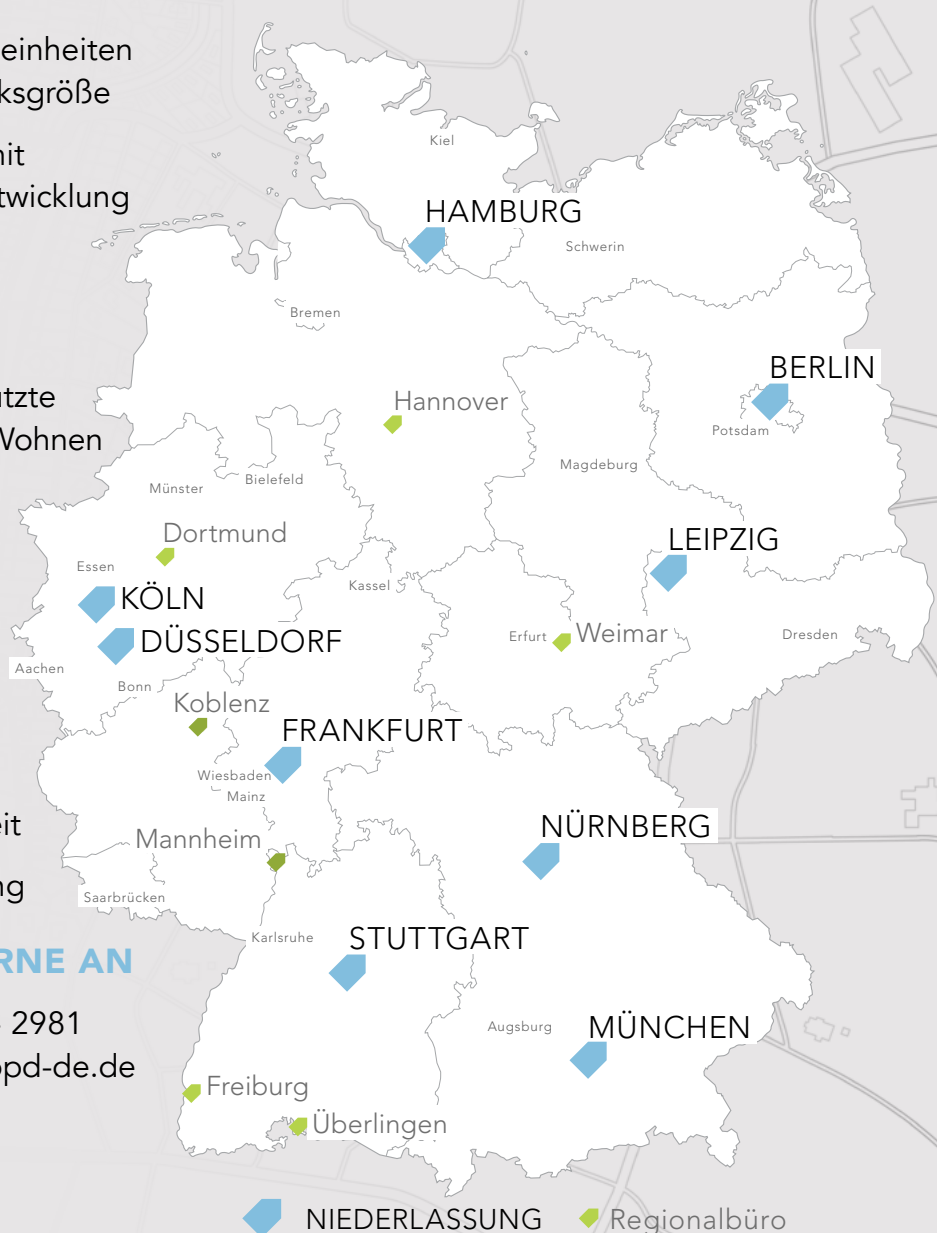 einheiten
ksgröße
Kiel
nit
twicklung
HAMBURG
Schwerin
Bremen
BERLIN
tzte
Hannover
Potsdam
Wohnen
Magdeburg
Bielefeld
Münster
Dortmund
LEIPZIG
Essen
Kassel
KÖLN
Erfurt
Weimar
Dresden
DÜSSELDORF
Aachen
Bonn
Koblenz
FRANKFURT
Wiesbaden
Mainz
eit
NÜRNBERG
Mannheim
ng
Saarbrücken
Karlsruhe
STUTTGART
RNE AN
2981
Augsburg
MÜNCHEN
opd-de.de
Freiburg
Überlingen
NIEDERLASSUNG
Regionalbüro